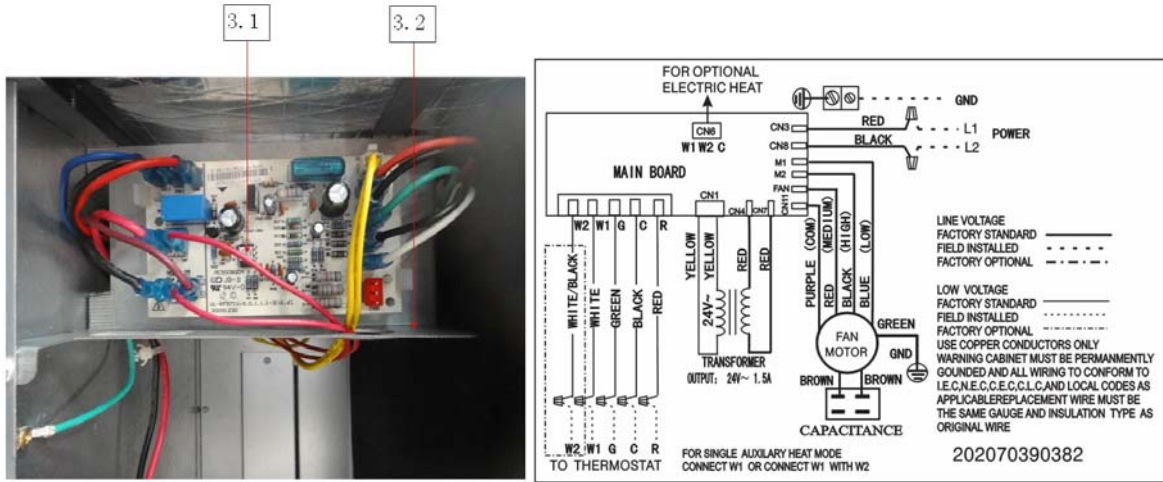 3.1
3.2
FOR OPTIONAL
ELECTRIC HEAT
CN6
W1 W2 C
MAIN BOARD
CN3
CN8
M1
M2
FAN
CN11
RED
BLACK
GND
L1
L2
POWER
W2 W1 G C R
CN1
CN4
CN7
WHITE/BLACK
WHITE
GREEN
BLACK
RED
YELLOW
YELLOW
RED
RED
24V~
TRANSFORMER
OUTPUT: 24V~ 1.5A
PURPLE (COM)
RED (MEDIUM)
BLACK (HIGH)
BLUE (LOW)
FAN
MOTOR
GREEN
GND
BROWN
BROWN
CAPACITANCE
W2 W1 G C R
TO THERMOSTAT
FOR SINGLE AUXILARY HEAT MODE
CONNECT W1 OR CONNECT W1 WITH W2
LINE VOLTAGE
FACTORY STANDARD
FIELD INSTALLED
FACTORY OPTIONAL
LOW VOLTAGE
FACTORY STANDARD
FIELD INSTALLED
FACTORY OPTIONAL
USE COPPER CONDUCTORS ONLY
WARNING CABINET MUST BE PERMANMENTLY
GOUNDED AND ALL WIRING TO CONFORM TO
I.E.C,N.E.C,C.E.C,C.L.C,AND LOCAL CODES AS
APPLICABLEREPLACEMENT WIRE MUST BE
THE SAME GAUGE AND INSULATION TYPE AS
ORIGINAL WIRE
202070390382
94V-0